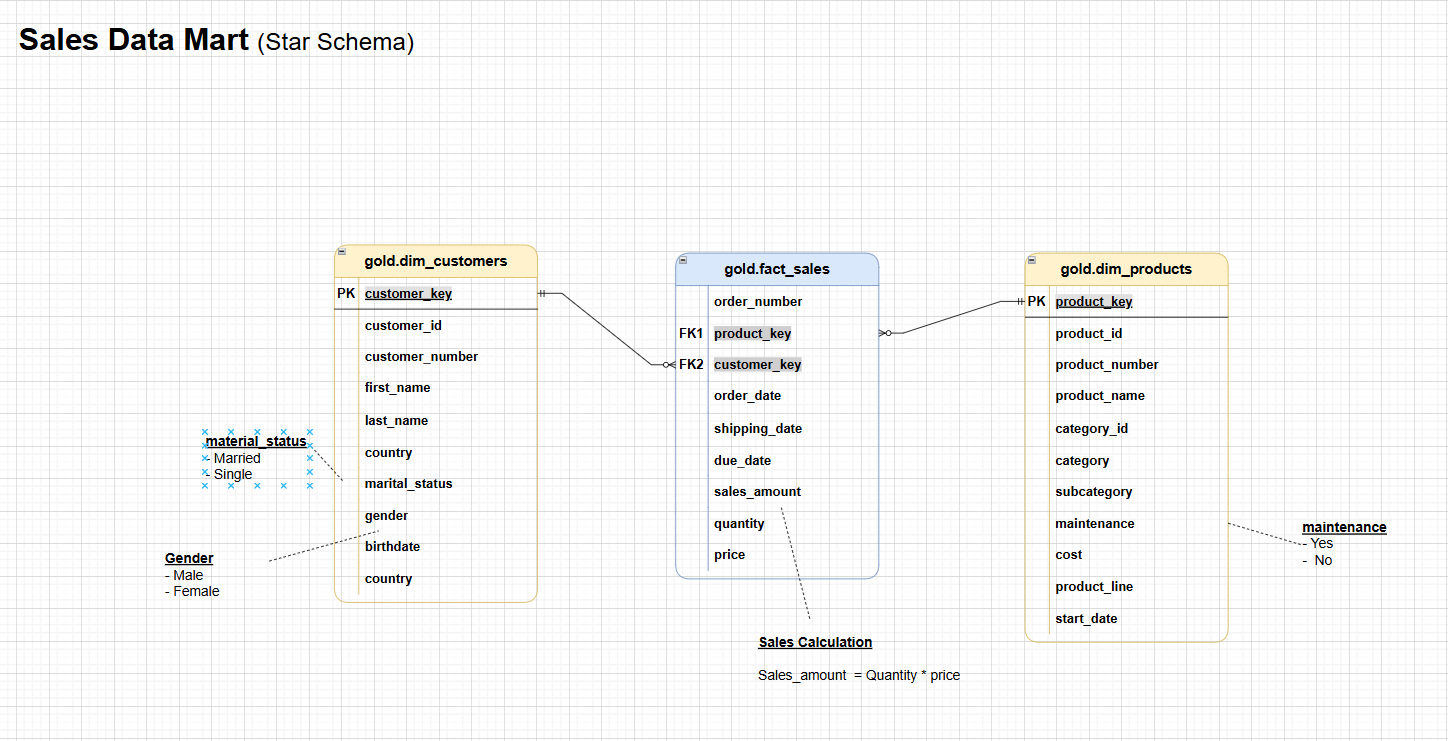 Sales Data Mart (Star Schema)
gold.dim_customers
PK customer_key
customer_id
customer_number
first_name
last_name
country
marital_status
gender
birthdate
country
material_status
- Married
- Single
Gender
- Male
- Female
gold.fact_sales
order_number
FK1 product_key
FK2 customer_key
order_date
shipping_date
due_date
sales_amount
quantity
price
Sales Calculation
Sales_amount = Quantity * price
gold.dim_products
PK product_key
product_id
product_number
product_name
category_id
category
subcategory
maintenance
cost
product_line
start_date
maintenance
- Yes
- No